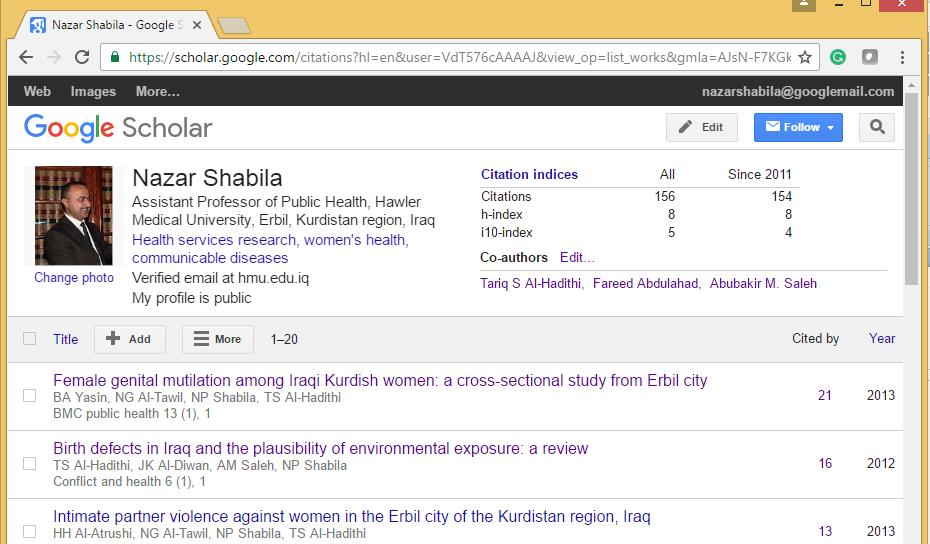 Nazar Shabila - Google S
https://scholar.google.com/citations?hl=en&user=VdT576cAAAAJ&view_op=list_works&gmla=AJsN-F7KGk
Web Images More... nazarshabila@googlemail.com
Google Scholar Edit Follow
Nazar Shabila
Assistant Professor of Public Health, Hawler
Medical University, Erbil, Kurdistan region, Iraq
Health services research, women's health,
communicable diseases
Verified email at hmu.edu.iq
My profile is public
Change photo
Citation indices All Since 2011
Citations 156 154
h-index 8 8
i10-index 5 4
Co-authors Edit...
Tariq S Al-Hadithi, Fareed Abdulahad, Abubakir M. Saleh
Title Add More 1–20 Cited by Year
Female genital mutilation among Iraqi Kurdish women: a cross-sectional study from Erbil city
BA Yasin, NG Al-Tawil, NP Shabila, TS Al-Hadithi 21 2013
BMC public health 13 (1), 1
Birth defects in Iraq and the plausibility of environmental exposure: a review
TS Al-Hadithi, JK Al-Diwan, AM Saleh, NP Shabila 16 2012
Conflict and health 6 (1), 1
Intimate partner violence against women in the Erbil city of the Kurdistan region, Iraq
HH Al-Atrushi, NG Al-Tawil, NP Shabila, TS Al-Hadithi 13 2013